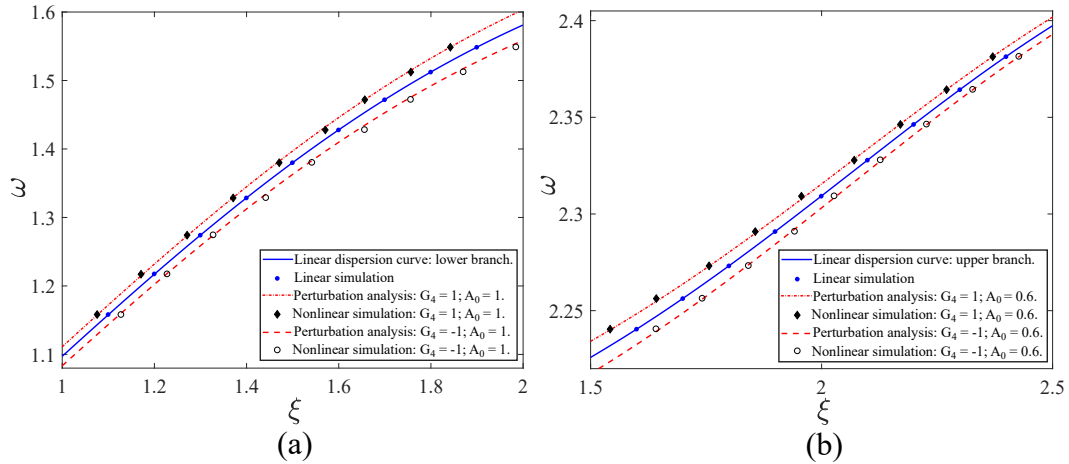 1.6
1.5
1.4
1.3
1.2
1.1
ω
Linear dispersion curve: lower branch.
Linear simulation
Perturbation analysis: G₄ = 1; A₀ = 1.
Nonlinear simulation: G₄ = 1; A₀ = 1.
Perturbation analysis: G₄ = -1; A₀ = 1.
Nonlinear simulation: G₄ = -1; A₀ = 1.
1 1.2 1.4 1.6 1.8 2
ξ
(a)
2.4
2.35
2.3
2.25
ω
Linear dispersion curve: upper branch.
Linear simulation
Perturbation analysis: G₄ = 1; A₀ = 0.6.
Nonlinear simulation: G₄ = 1; A₀ = 0.6.
Perturbation analysis: G₄ = -1; A₀ = 0.6.
Nonlinear simulation: G₄ = -1; A₀ = 0.6.
1.5 2 2.5
ξ
(b)